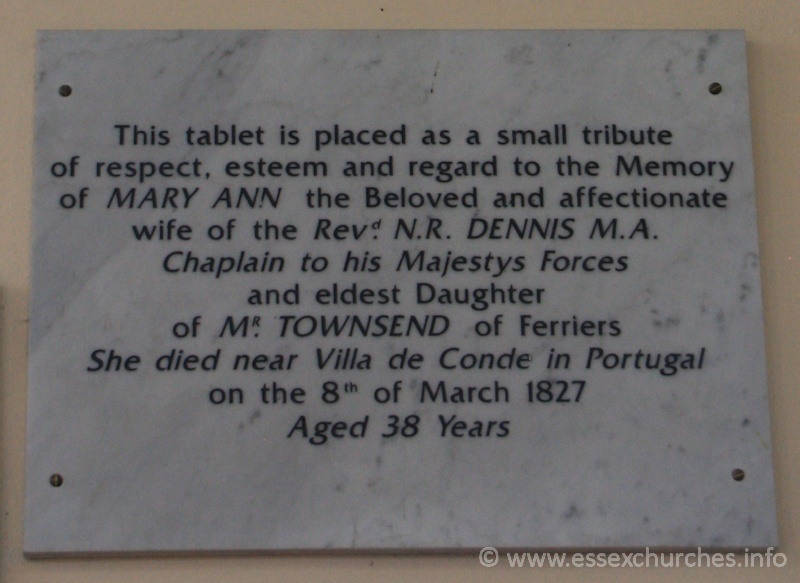 This tablet is placed as a small tribute
of respect, esteem and regard to the Memory
of MARY ANN the Beloved and affectionate
wife of the Revd. N.R. DENNIS M.A.
Chaplain to his Majestys Forces
and eldest Daughter
of MR. TOWNSEND of Ferriers
She died near Villa de Conde in Portugal
on the 8th of March 1827
Aged 38 Years
© www.essexchurches.info